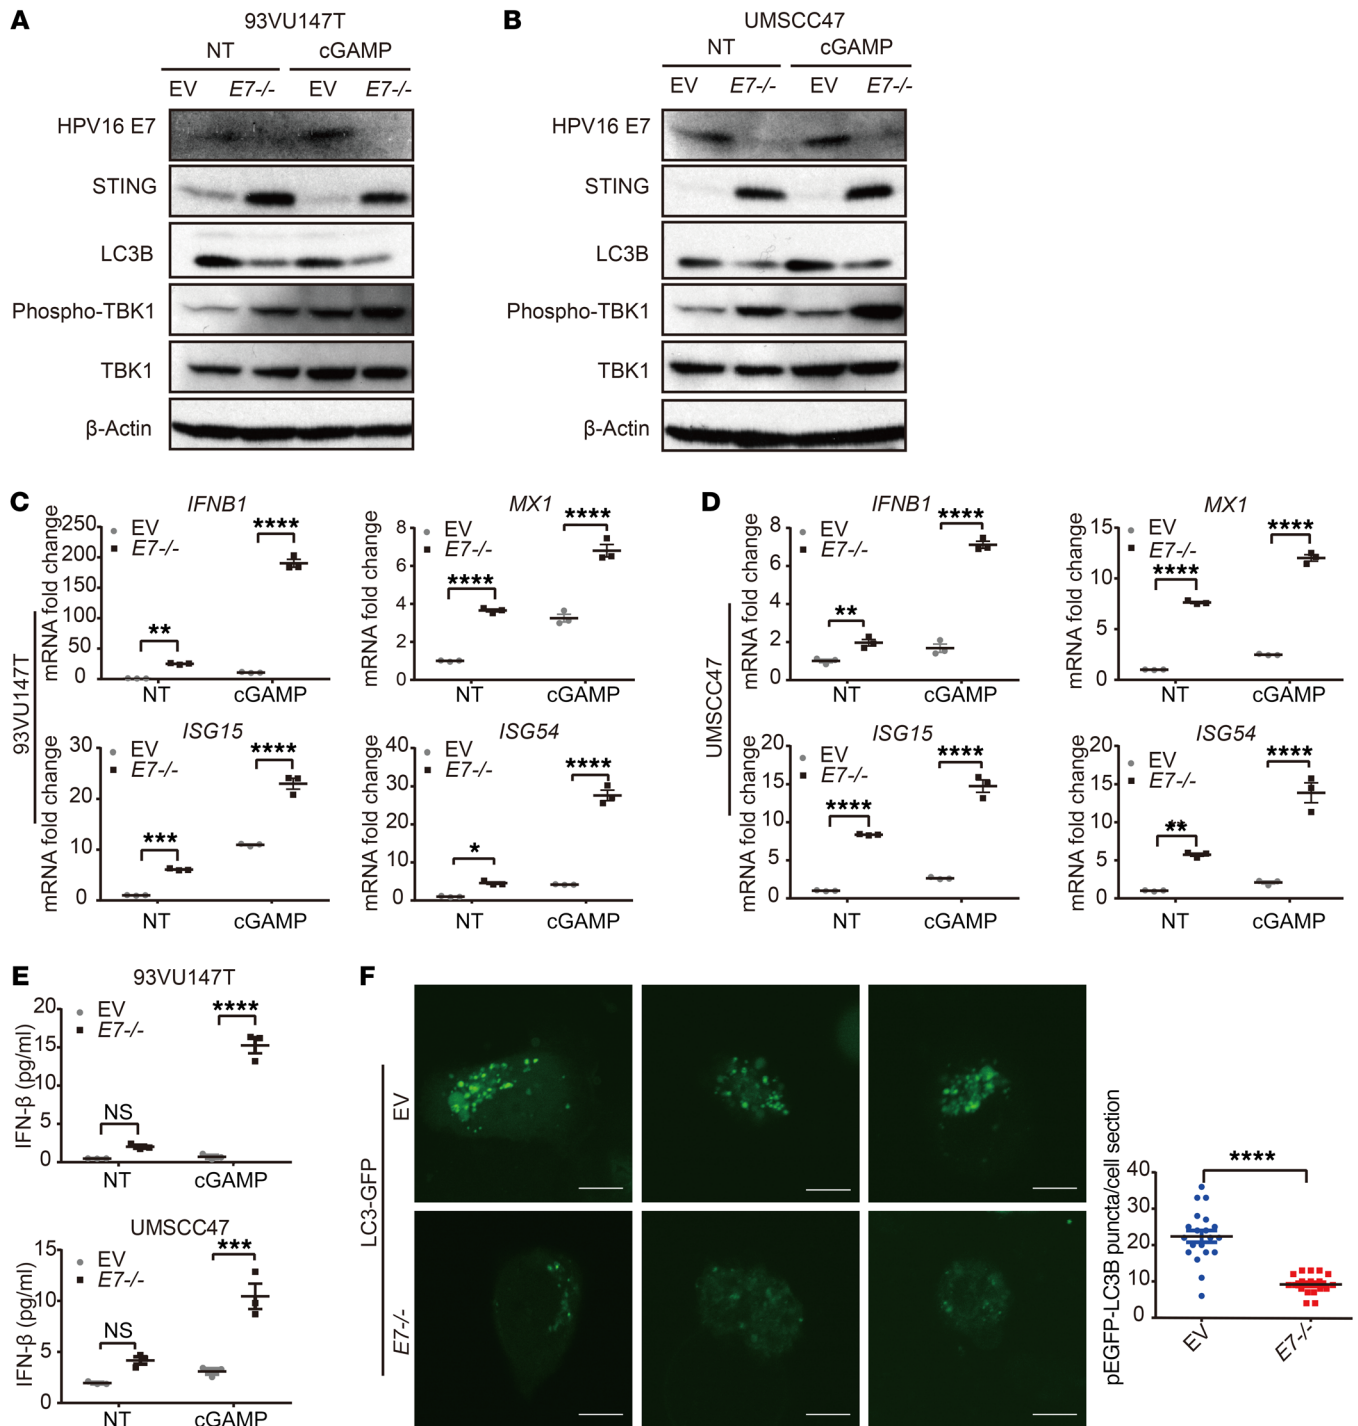 A
93VU147T
NT cGAMP
EV E7-/- EV E7-/-
HPV16 E7
STING
LC3B
Phospho-TBK1
TBK1
β-Actin
B
UMSCC47
NT cGAMP
EV E7-/- EV E7-/-
HPV16 E7
STING
LC3B
Phospho-TBK1
TBK1
β-Actin
C
93VU147T
IFNB1
mRNA fold change
250
200
150
100
50
0
EV
E7-/-
**
****
NT cGAMP
MX1
mRNA fold change
8
6
4
2
0
EV
E7-/-
****
****
NT cGAMP
ISG15
mRNA fold change
30
20
10
0
EV
E7-/-
***
****
NT cGAMP
ISG54
mRNA fold change
40
30
20
10
0
EV
E7-/-
*
****
NT cGAMP
D
UMSCC47
IFNB1
mRNA fold change
8
6
4
2
0
EV
E7-/-
**
****
NT cGAMP
MX1
mRNA fold change
15
10
5
0
EV
E7-/-
****
****
NT cGAMP
ISG15
mRNA fold change
20
15
10
5
0
EV
E7-/-
****
****
NT cGAMP
ISG54
mRNA fold change
20
15
10
5
0
EV
E7-/-
**
****
NT cGAMP
E
93VU147T
IFN-β (pg/ml)
20
15
10
5
0
EV
E7-/-
NS
****
NT cGAMP
UMSCC47
IFN-β (pg/ml)
15
10
5
0
EV
E7-/-
NS
***
NT cGAMP
F
LC3-GFP
EV
E7-/-
pEGFP-LC3B puncta/cell section
40
30
20
10
0
****
EV
E7-/-